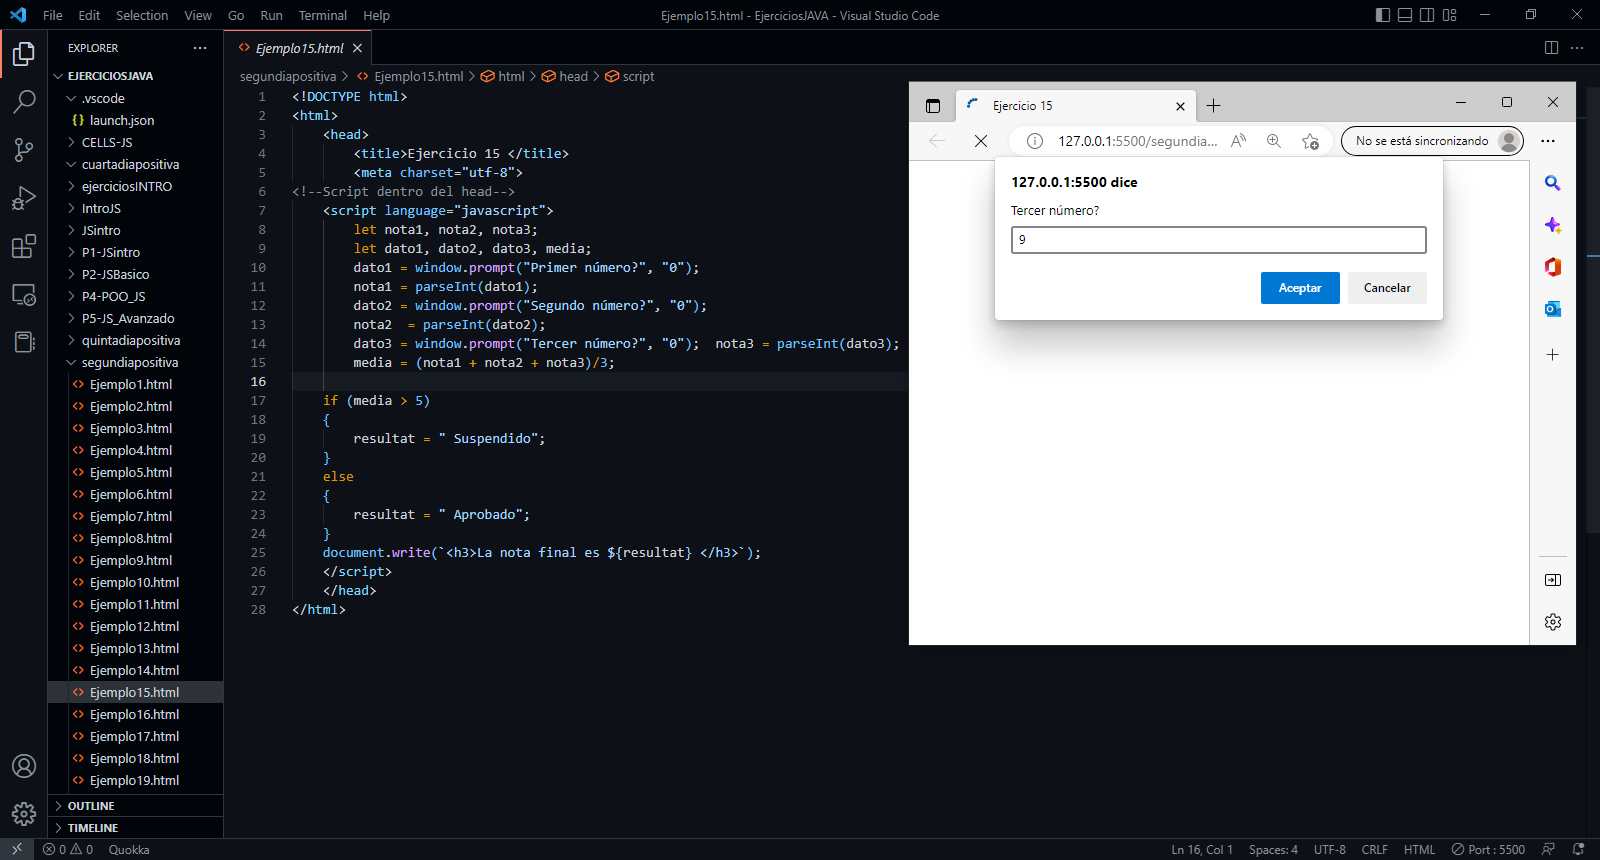 File Edit Selection View Go Run Terminal Help
Ejemplo15.html - EjerciciosJAVA - Visual Studio Code
EXPLORER
EJERCICIOSJAVA
.vscode
{} launch.json
CELLS-JS
cuartadiapositiva
ejerciciosINTRO
IntroJS
JSintro
P1-JSintro
P2-JSBasico
P4-POO_JS
P5-JS_Avanzado
quintadiapositiva
segundiapositiva
Ejemplo1.html
Ejemplo2.html
Ejemplo3.html
Ejemplo4.html
Ejemplo5.html
Ejemplo6.html
Ejemplo7.html
Ejemplo8.html
Ejemplo9.html
Ejemplo10.html
Ejemplo11.html
Ejemplo12.html
Ejemplo13.html
Ejemplo14.html
Ejemplo15.html
Ejemplo16.html
Ejemplo17.html
Ejemplo18.html
Ejemplo19.html
OUTLINE
TIMELINE
Ejemplo15.html
segundiapositiva > Ejemplo15.html > html > head > script
1 <!DOCTYPE html>
2 <html>
3 <head>
4 <title>Ejercicio 15 </title>
5 <meta charset="utf-8">
6 <!--Script dentro del head-->
7 <script language="javascript">
8 let nota1, nota2, nota3;
9 let dato1, dato2, dato3, media;
10 dato1 = window.prompt("Primer número?", "0");
11 nota1 = parseInt(dato1);
12 dato2 = window.prompt("Segundo número?", "0");
13 nota2  = parseInt(dato2);
14 dato3 = window.prompt("Tercer número?", "0");  nota3 = parseInt(dato3);
15 media = (nota1 + nota2 + nota3)/3;
16
17 if (media > 5)
18 {
19 resultat = " Suspendido";
20 }
21 else
22 {
23 resultat = " Aprobado";
24 }
25 document.write(`<h3>La nota final es ${resultat} </h3>`);
26 </script>
27 </head>
28 </html>
Ejercicio 15
127.0.0.1:5500/segundia...
No se está sincronizando
127.0.0.1:5500 dice
Tercer número?
9
Aceptar Cancelar
0 0 Quokka
Ln 16, Col 1 Spaces: 4 UTF-8 CRLF HTML Port : 5500